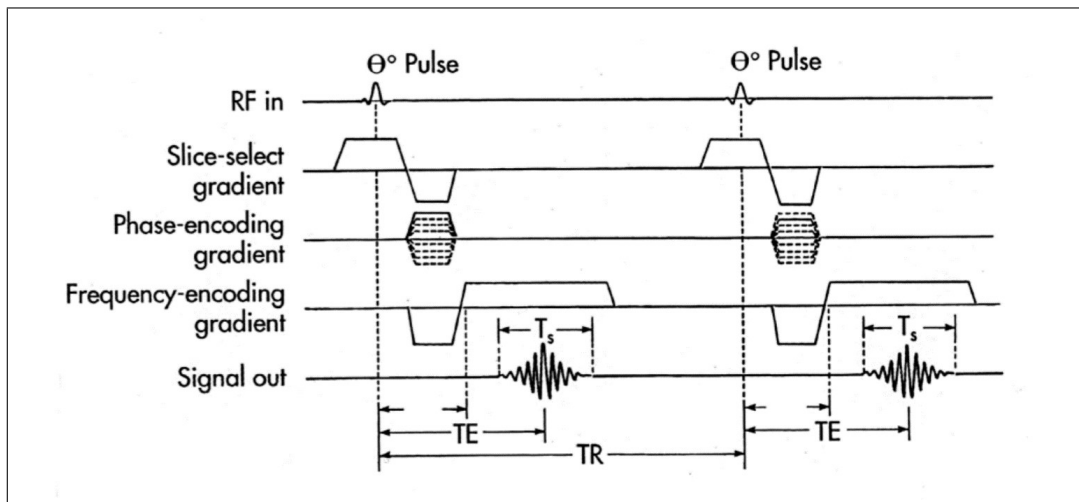 Θ° Pulse
Θ° Pulse
RF in
Slice-select
gradient
Phase-encoding
gradient
Frequency-encoding
gradient
Ts
Ts
Signal out
TE
TE
TR